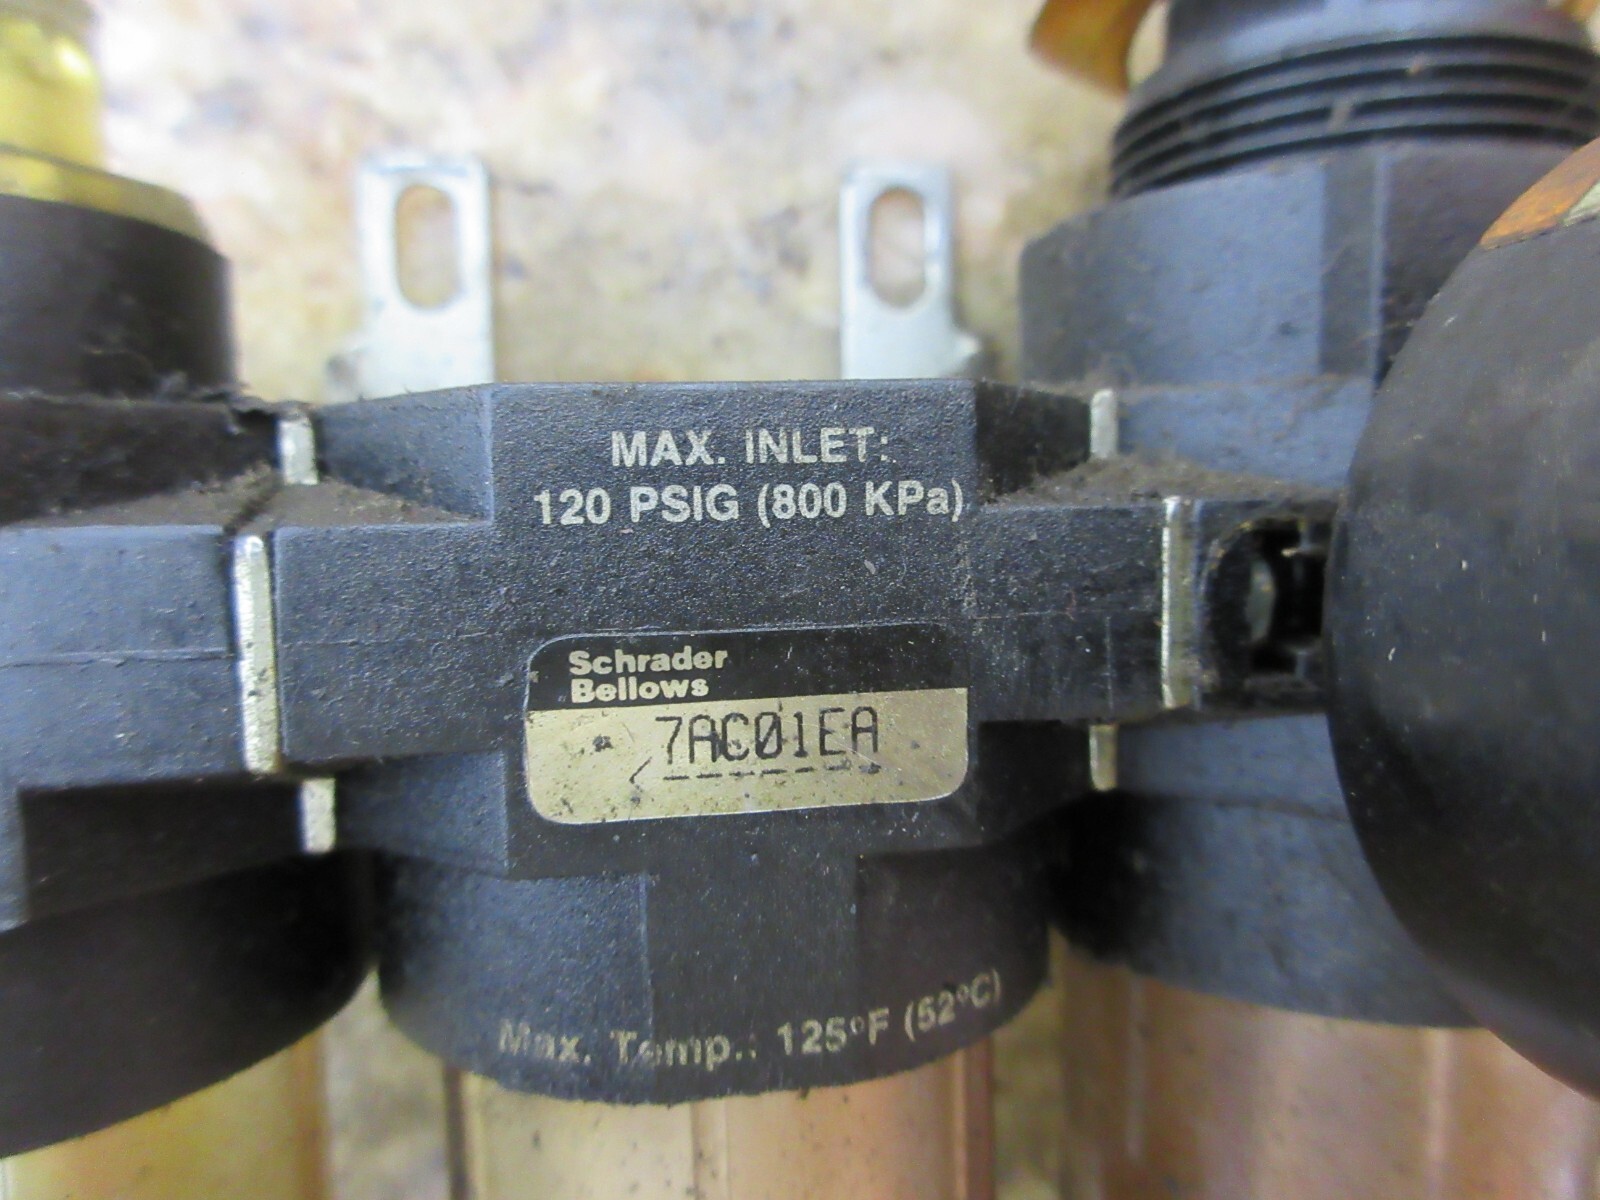 MAX. INLET:
120 PSIG (800 KPa)
Schrader
Bellows
7AC01EA
Max. Temp.: 125°F (52°C)